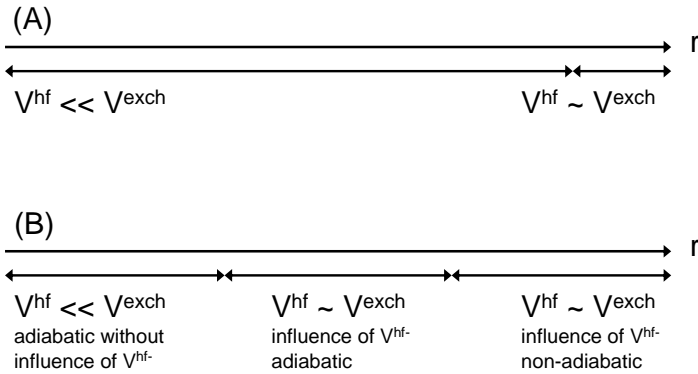 (A)
r
V^hf << V^exch V^hf ~ V^exch
(B)
r
V^hf << V^exch V^hf ~ V^exch V^hf ~ V^exch
adiabatic without influence of V^hf- influence of V^hf-
influence of V^hf- adiabatic non-adiabatic